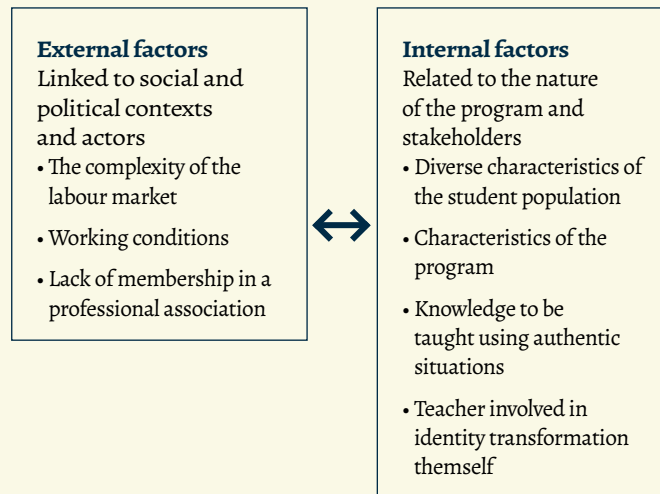 External factors
Linked to social and
political contexts
and actors
• The complexity of the
labour market
• Working conditions
• Lack of membership in a
professional association
Internal factors
Related to the nature
of the program and
stakeholders
• Diverse characteristics of
the student population
• Characteristics of the
program
• Knowledge to be
taught using authentic
situations
• Teacher involved in
identity transformation
themself